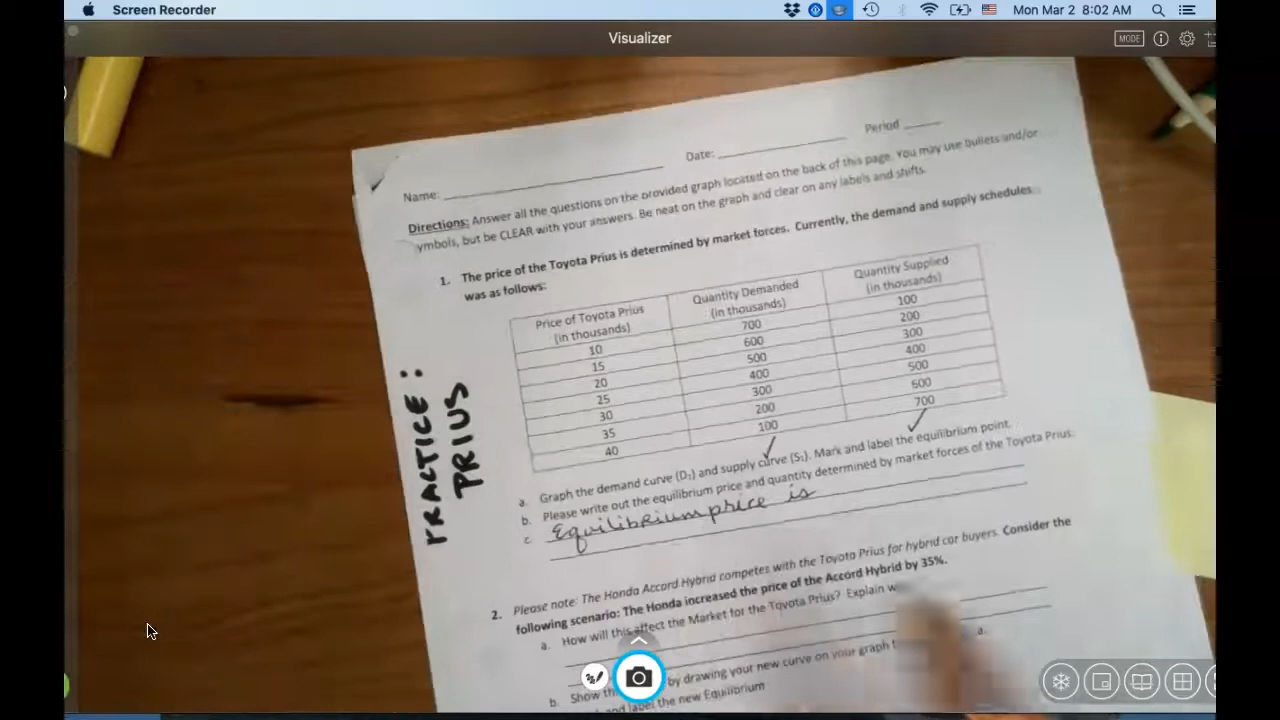 Screen Recorder
Mon Mar 2 8:02 AM
Visualizer
MODE
Name: Date: Period
Directions: Answer all the questions on the provided graph located on the back of this page. You may use bullets and/or
ymbols, but be CLEAR with your answers. Be neat on the graph and clear on any labels and shifts.
1. The price of the Toyota Prius is determined by market forces. Currently, the demand and supply schedules
was as follows:
Price of Toyota Prius (in thousands) Quantity Demanded (in thousands) Quantity Supplied (in thousands)
10 700 100
15 600 200
20 500 300
25 400 400
30 300 500
35 200 600
40 100 700
PRACTICE:
PRIUS
a. Graph the demand curve (D₁) and supply curve (S₁). Mark and label the equilibrium point.
b. Please write out the equilibrium price and quantity determined by market forces of the Toyota Prius.
c. Equilibrium price is
2. Please note: The Honda Accord Hybrid competes with the Toyota Prius for hybrid car buyers. Consider the
following scenario: The Honda increased the price of the Accord Hybrid by 35%.
a. How will this affect the Market for the Toyota Prius? Explain
a.
b. Show by drawing your new curve on your graph
and label the new Equilibrium